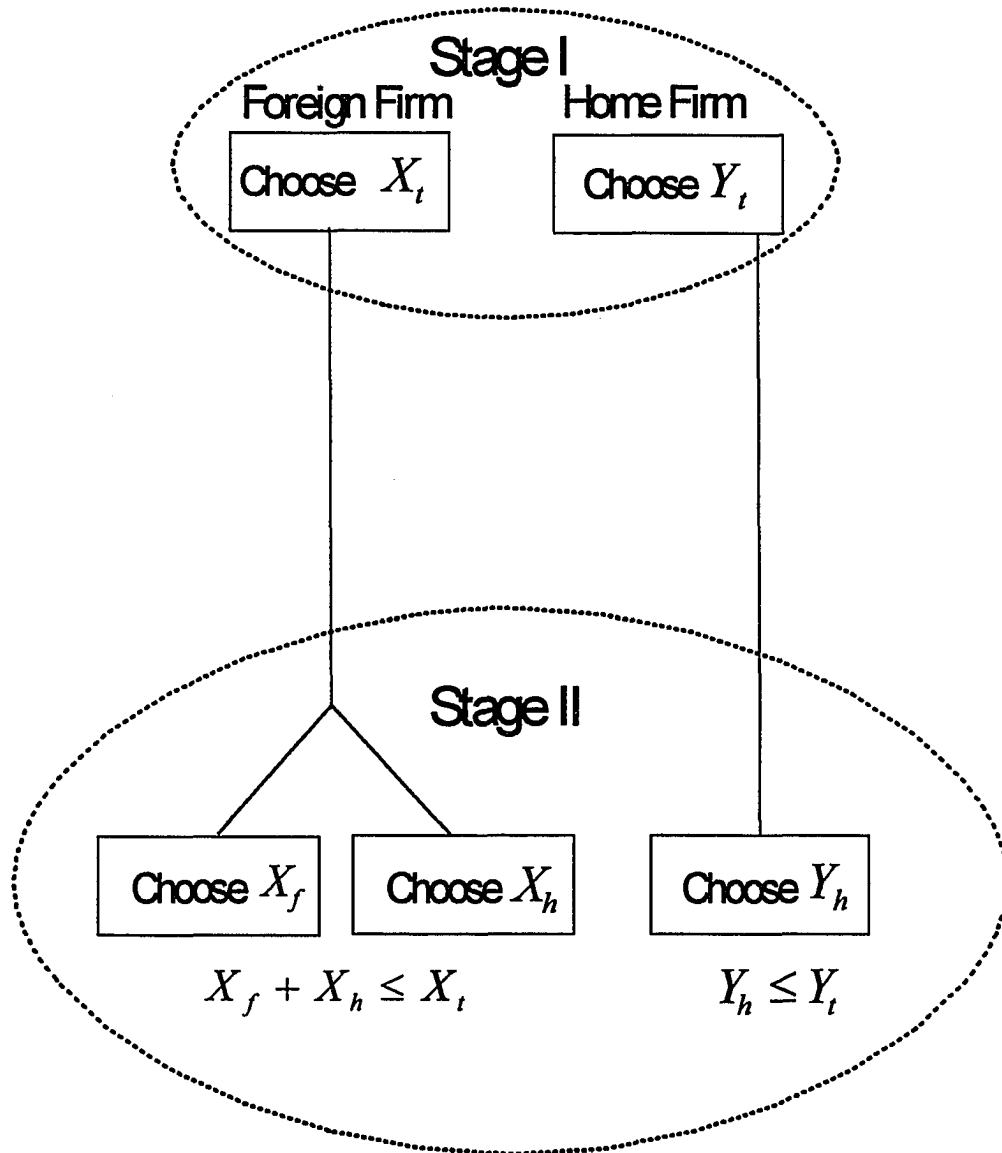 Stage I
Foreign Firm Home Firm
Choose X_t Choose Y_t
Stage II
Choose X_f Choose X_h Choose Y_h
X_f + X_h ≤ X_t Y_h ≤ Y_t